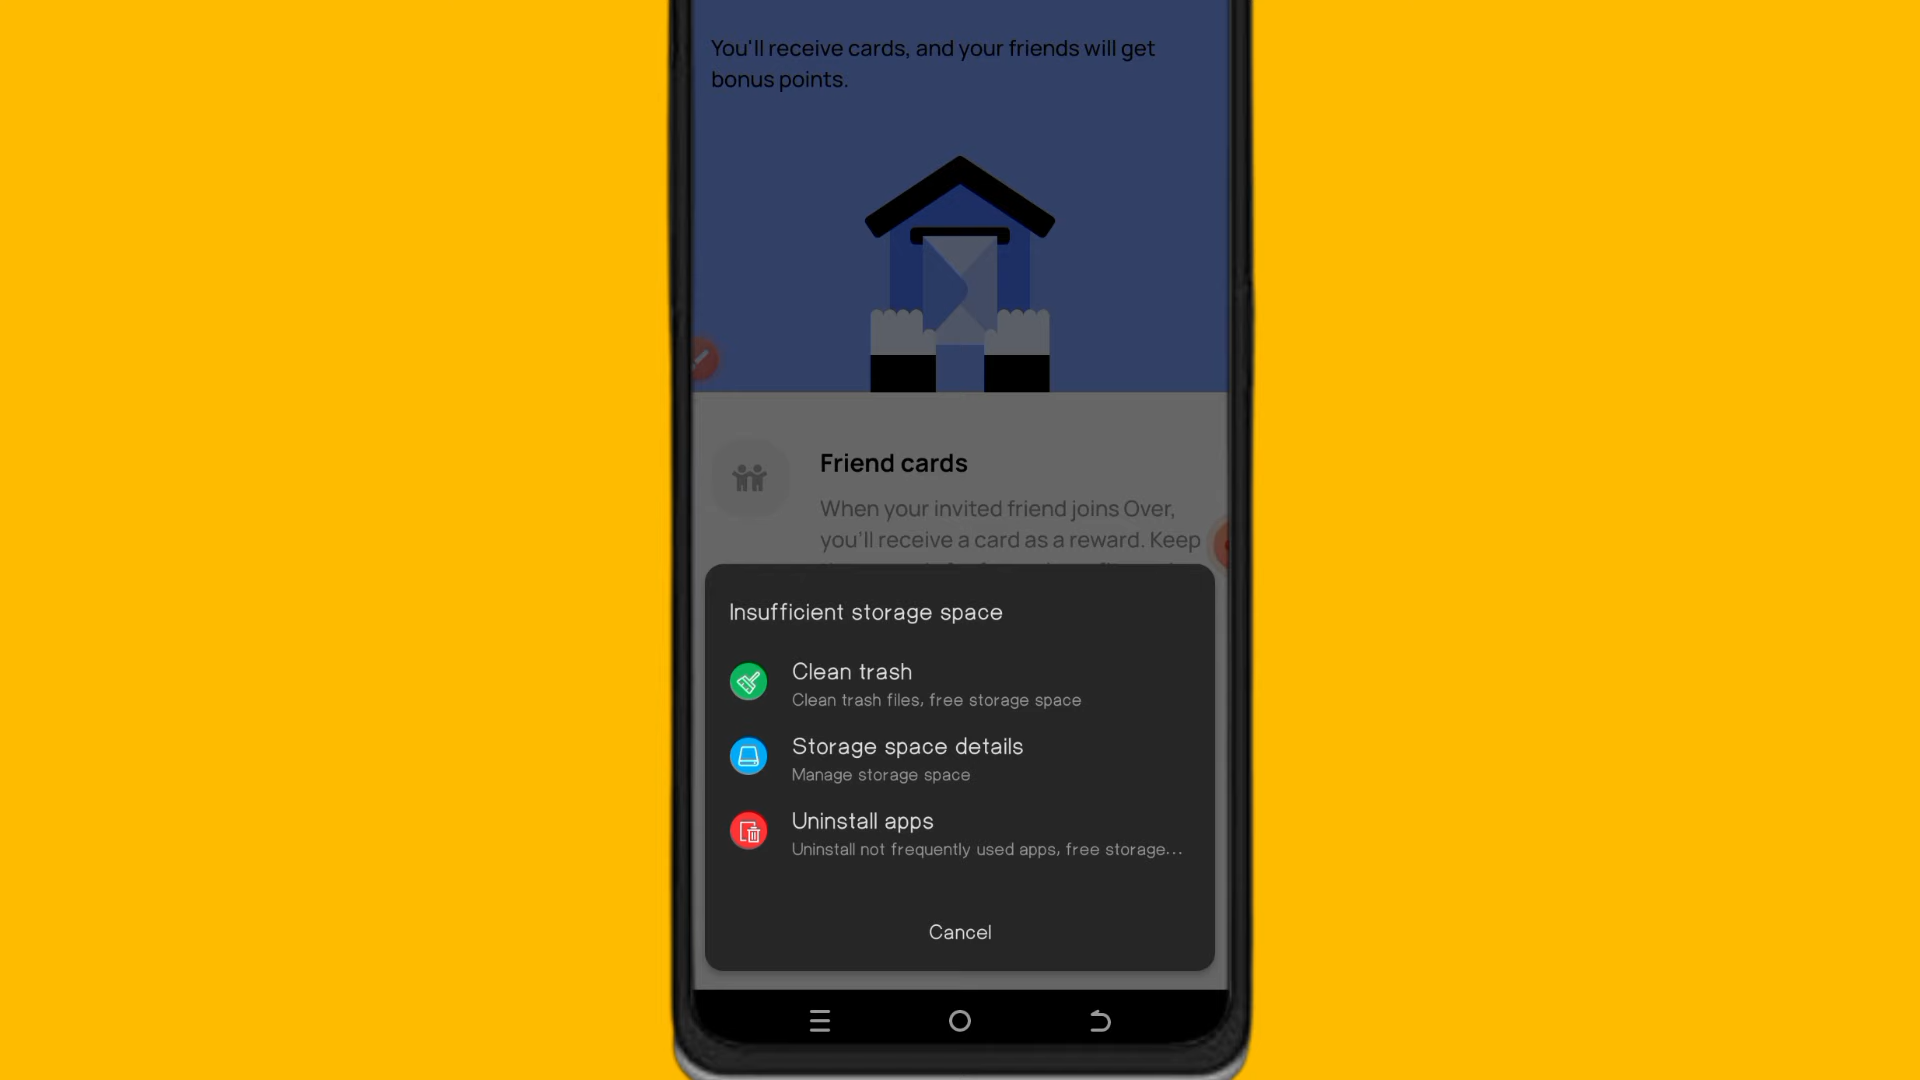 You'll receive cards, and your friends will get
bonus points.
Friend cards
When your invited friend joins Over,
you'll receive a card as a reward. Keep
Insufficient storage space
Clean trash
Clean trash files, free storage space
Storage space details
Manage storage space
Uninstall apps
Uninstall not frequently used apps, free storage...
Cancel